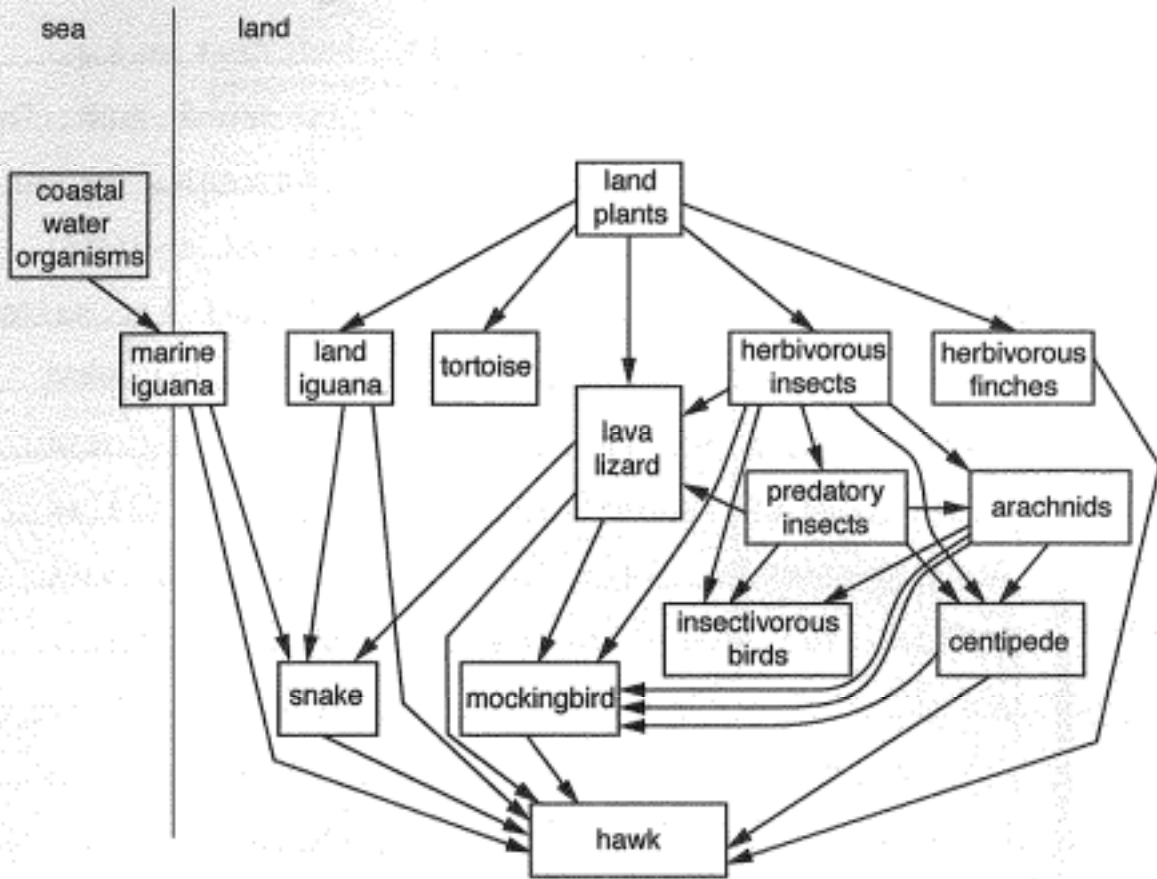 sea
land
coastal
water
organisms
land
plants
marine
iguana
land
iguana
tortoise
lava
lizard
herbivorous
insects
herbivorous
finches
predatory
insects
arachnids
insectivorous
birds
centipede
snake
mockingbird
hawk